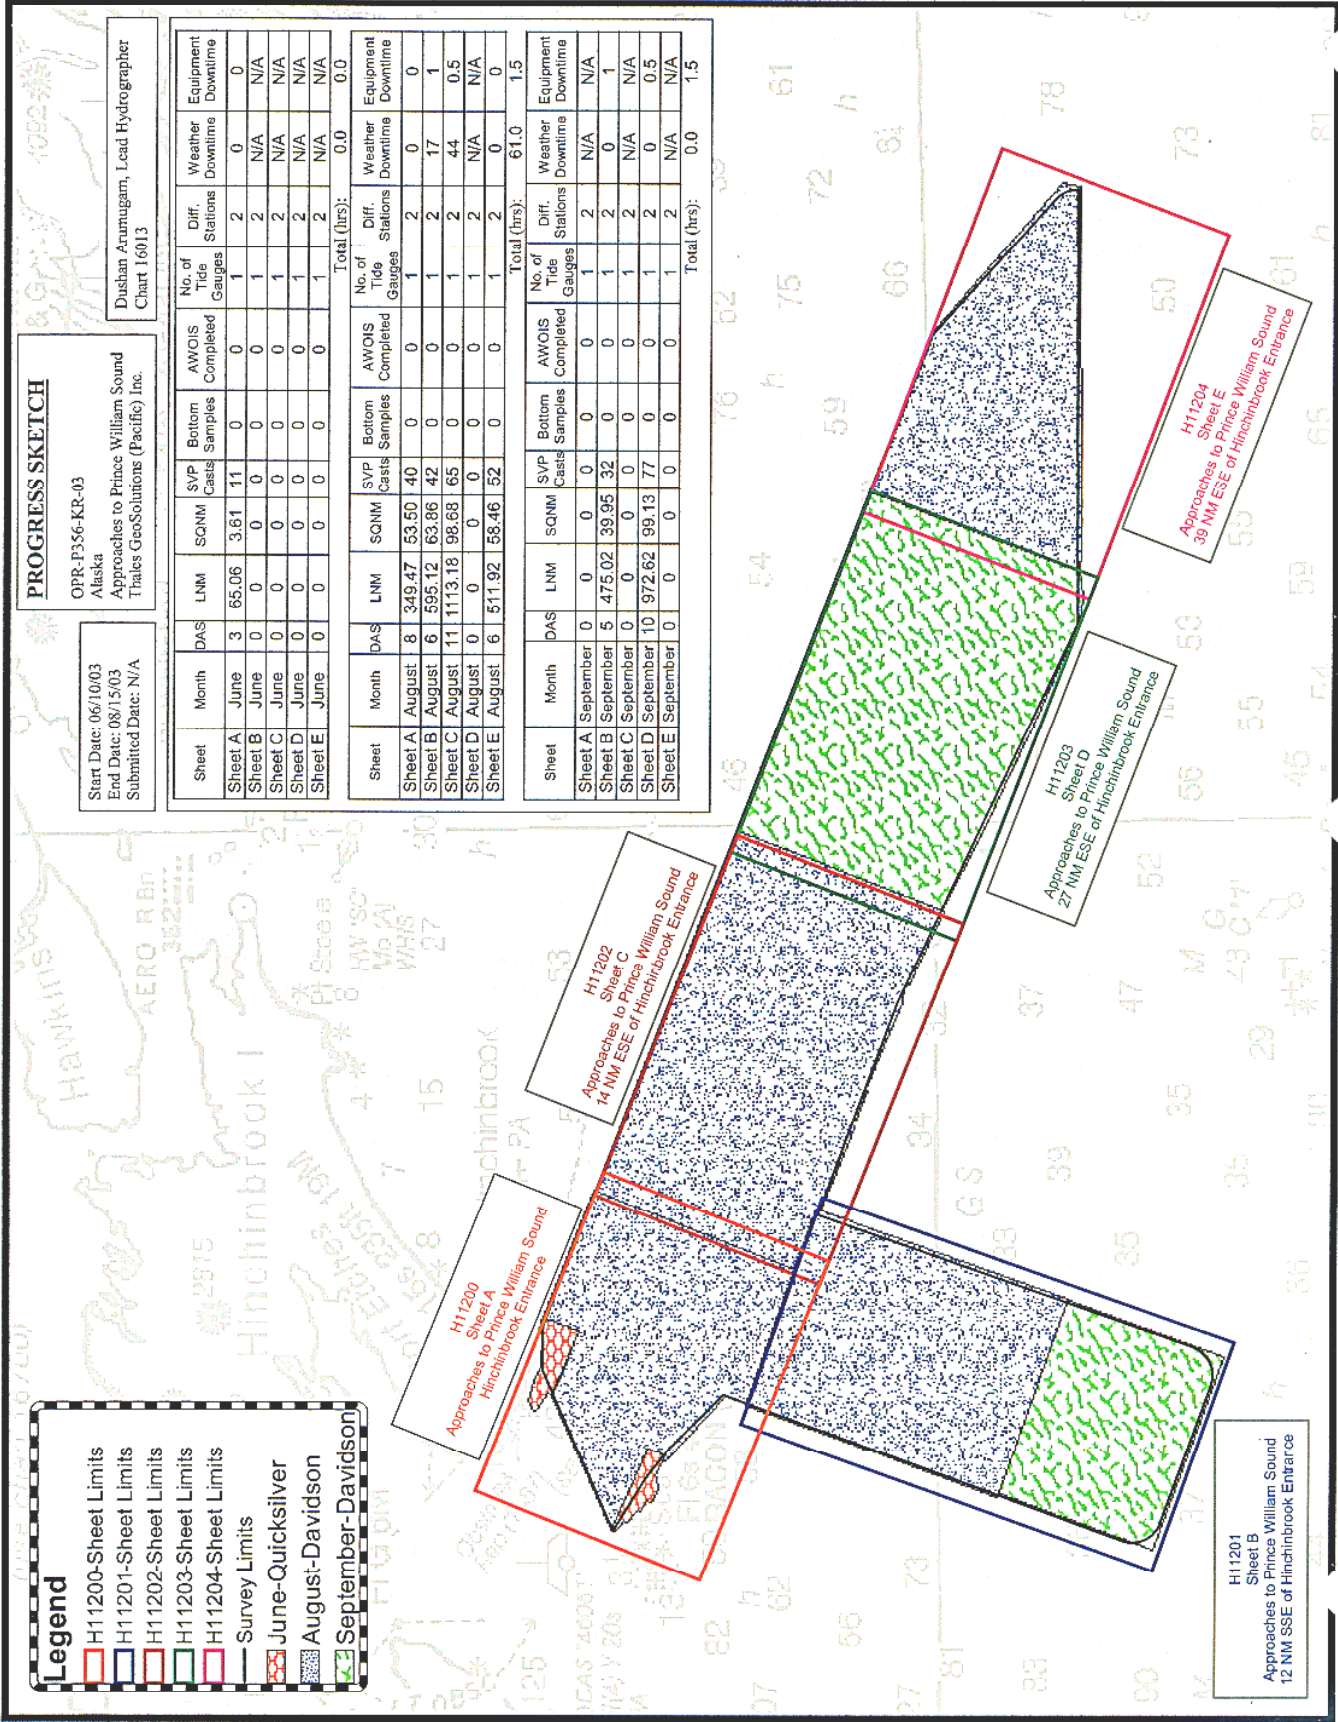 PROGRESS SKETCH
OPR-P356-KR-03
Alaska
Approaches to Prince William Sound
Thales GeoSolutions (Pacific) Inc.
Start Date: 06/10/03
End Date: 08/15/03
Submitted Date: N/A
Dushan Arumugam, Lead Hydrographer
Chart 16013
Sheet Month DAS LNM SQNM SVP Casts Bottom Samples AWOIS Completed No. of Tide Gauges Diff. Stations Weather Downtime Equipment Downtime
Sheet A June 3 65.06 3.61 11 0 0 1 2 0 0
Sheet B June 0 0 0 0 0 0 1 2 N/A N/A
Sheet C June 0 0 0 0 0 0 1 2 N/A N/A
Sheet D June 0 0 0 0 0 0 1 2 N/A N/A
Sheet E June 0 0 0 0 0 0 1 2 N/A N/A
Total (hrs): 0.0 0.0
Sheet Month DAS LNM SQNM SVP Casts Bottom Samples AWOIS Completed No. of Tide Gauges Diff. Stations Weather Downtime Equipment Downtime
Sheet A August 8 349.47 53.50 40 0 0 1 2 0 0
Sheet B August 6 595.12 63.86 42 0 0 1 2 17 1
Sheet C August 11 1113.18 98.68 65 0 0 1 2 44 0.5
Sheet D August 0 0 0 0 0 0 1 2 N/A N/A
Sheet E August 6 511.92 58.46 52 0 0 1 2 0 0
Total (hrs): 61.0 1.5
Sheet Month DAS LNM SQNM SVP Casts Bottom Samples AWOIS Completed No. of Tide Gauges Diff. Stations Weather Downtime Equipment Downtime
Sheet A September 0 0 0 0 0 0 1 2 N/A N/A
Sheet B September 5 475.02 39.95 32 0 0 1 2 0 1
Sheet C September 0 0 0 0 0 0 1 2 N/A N/A
Sheet D September 10 972.62 99.13 77 0 0 1 2 0 0.5
Sheet E September 0 0 0 0 0 0 1 2 N/A N/A
Total (hrs): 0.0 1.5
Legend
H11200-Sheet Limits
H11201-Sheet Limits
H11202-Sheet Limits
H11203-Sheet Limits
H11204-Sheet Limits
Survey Limits
June-Quicksilver
August-Davidson
September-Davidson
H11200
Sheet A
Approaches to Prince William Sound
Hinchinbrook Entrance
H11202
Sheet C
Approaches to Prince William Sound
14 NM ESE of Hinchinbrook Entrance
H11203
Sheet D
Approaches to Prince William Sound
27 NM ESE of Hinchinbrook Entrance
H11204
Sheet E
Approaches to Prince William Sound
39 NM ESE of Hinchinbrook Entrance
H11201
Sheet B
Approaches to Prince William Sound
12 NM SSE of Hinchinbrook Entrance
Hawkins
Hinchinbrook I
AERO R Bn